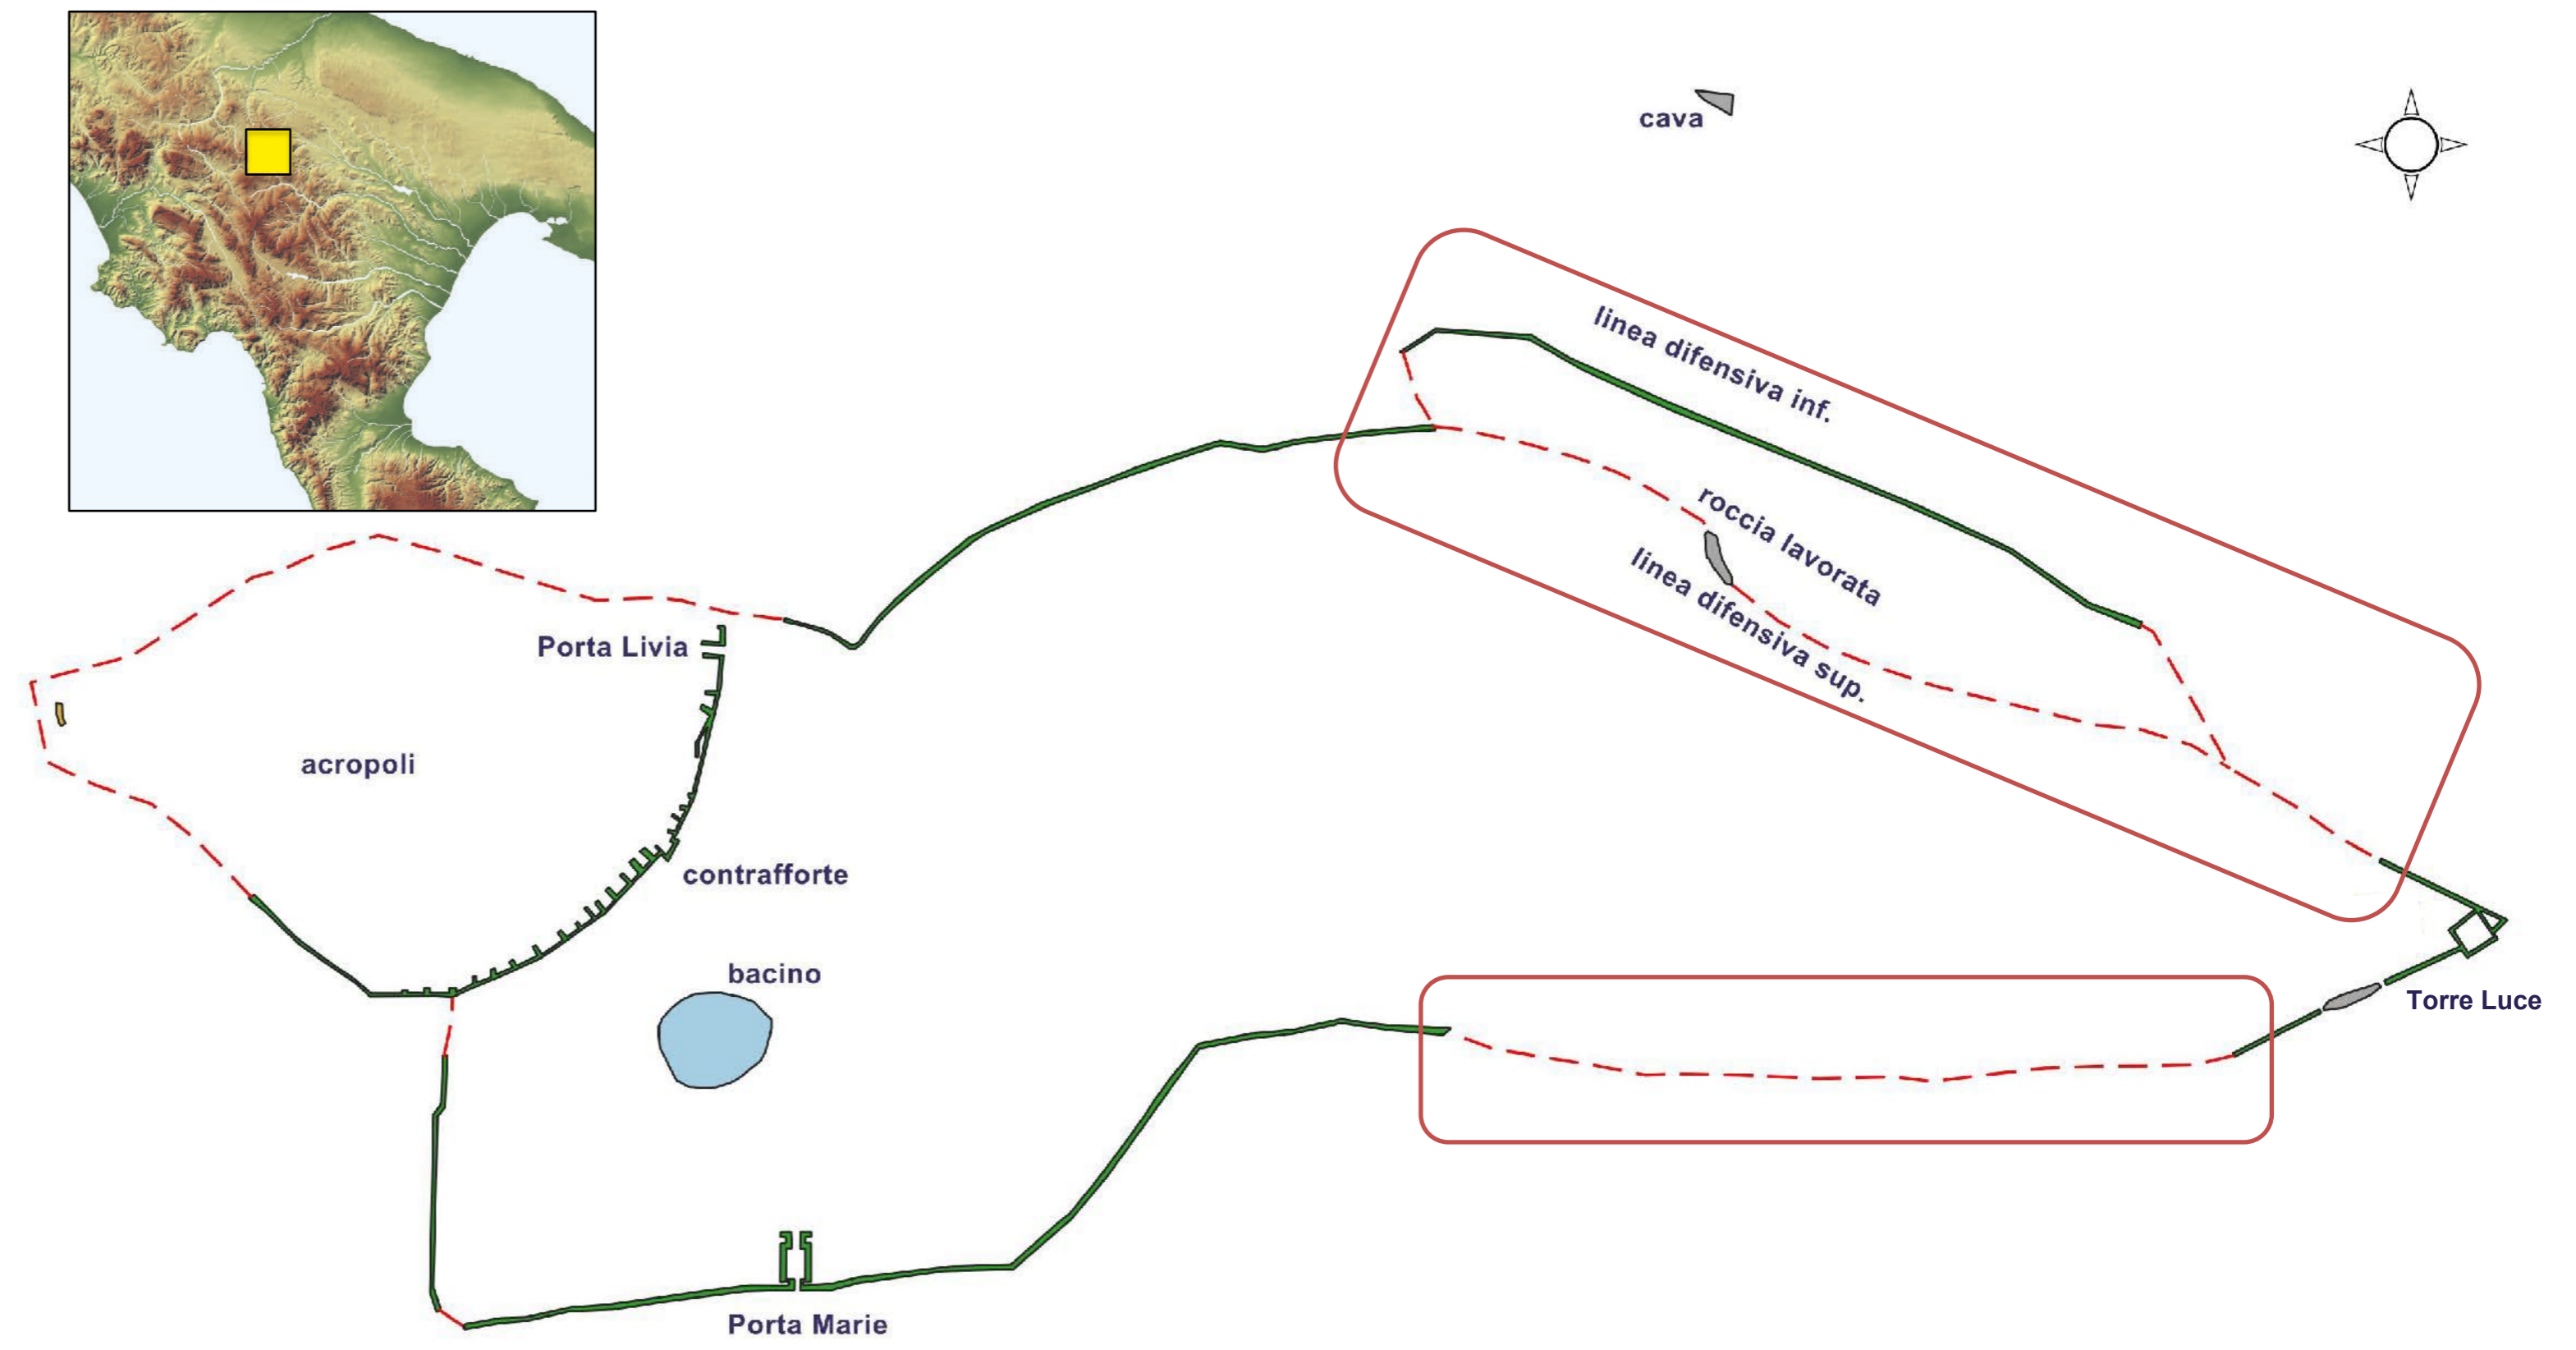 cava
linea difensiva inf.
roccia lavorata
linea difensiva sup.
Porta Livia
acropoli
contrafforte
bacino
Torre Luce
Porta Marie